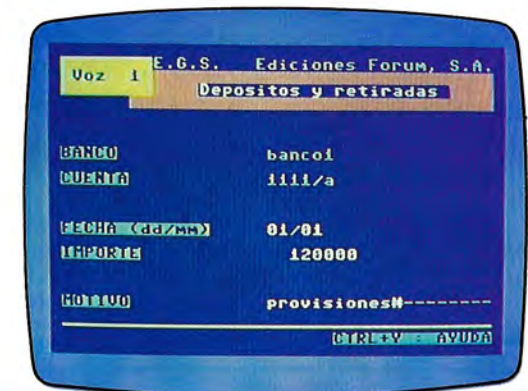 E.G.S. Ediciones Forum, S.A.
Voz 1
Depositos y retiradas
BANCO banco1
CUENTA 1111/a
FECHA (dd/mm) 01/01
IMPORTE 120000
MOTIVO provisiones#--------
CTRL+Y : AYUDA